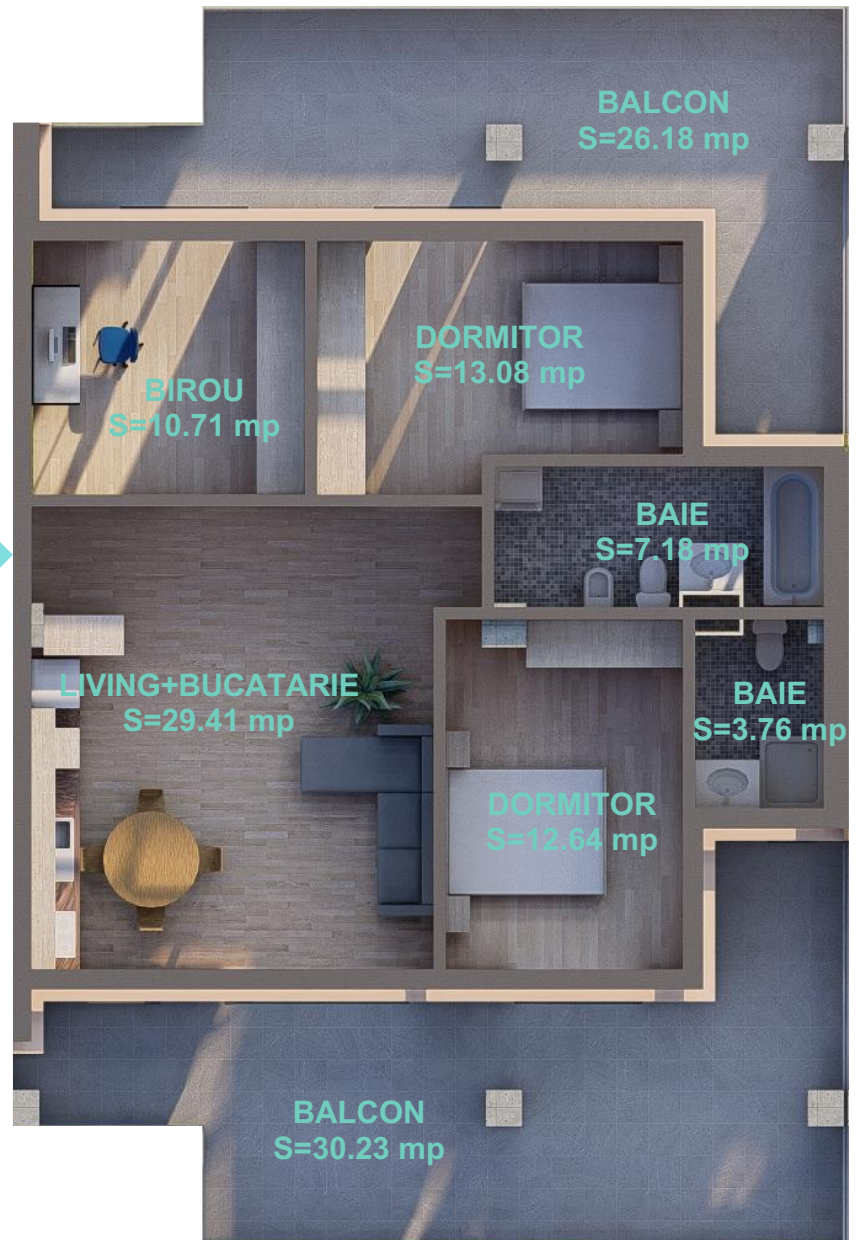 BALCON
S=26.18 mp
DORMITOR
S=13.08 mp
BIROU
S=10.71 mp
BAIE
S=7.18 mp
LIVING+BUCATARIE
S=29.41 mp
BAIE
S=3.76 mp
DORMITOR
S=12.64 mp
BALCON
S=30.23 mp